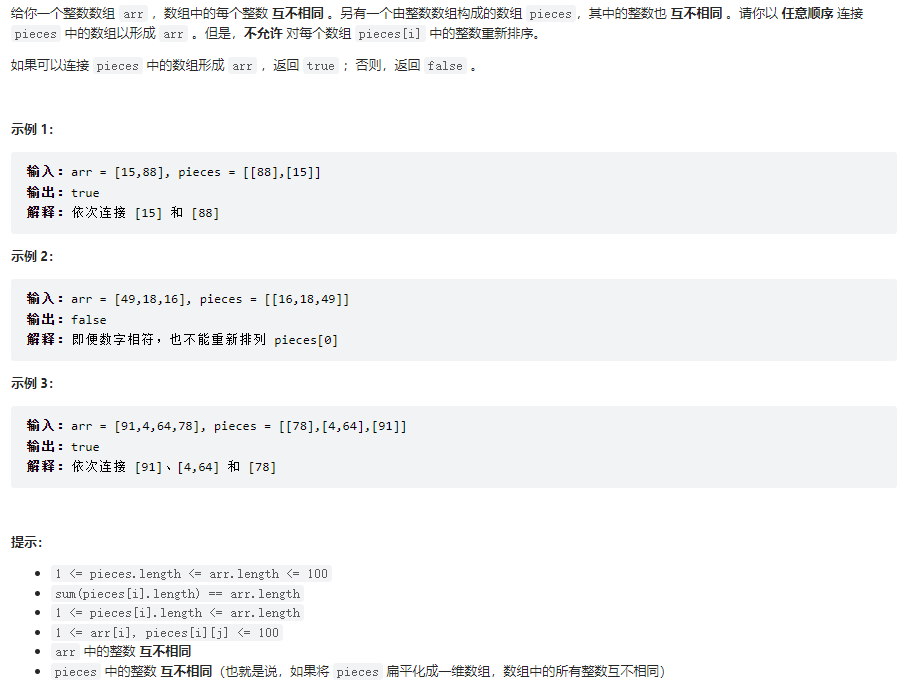 给你一个整数数组 arr ，数组中的每个整数 互不相同 。另有一个由整数数组构成的数组 pieces，其中的整数也 互不相同 。请你以 任意顺序 连接
pieces 中的数组以形成 arr 。但是，不允许 对每个数组 pieces[i] 中的整数重新排序。
如果可以连接 pieces 中的数组形成 arr ，返回 true ；否则，返回 false 。
示例 1：
输入：arr = [15,88], pieces = [[88],[15]]
输出：true
解释：依次连接 [15] 和 [88]
示例 2：
输入：arr = [49,18,16], pieces = [[16,18,49]]
输出：false
解释：即便数字相符，也不能重新排列 pieces[0]
示例 3：
输入：arr = [91,4,64,78], pieces = [[78],[4,64],[91]]
输出：true
解释：依次连接 [91]、[4,64] 和 [78]
提示：
1 <= pieces.length <= arr.length <= 100
sum(pieces[i].length) == arr.length
1 <= pieces[i].length <= arr.length
1 <= arr[i], pieces[i][j] <= 100
arr 中的整数 互不相同
pieces 中的整数 互不相同（也就是说，如果将 pieces 扁平化成一维数组，数组中的所有整数互不相同）